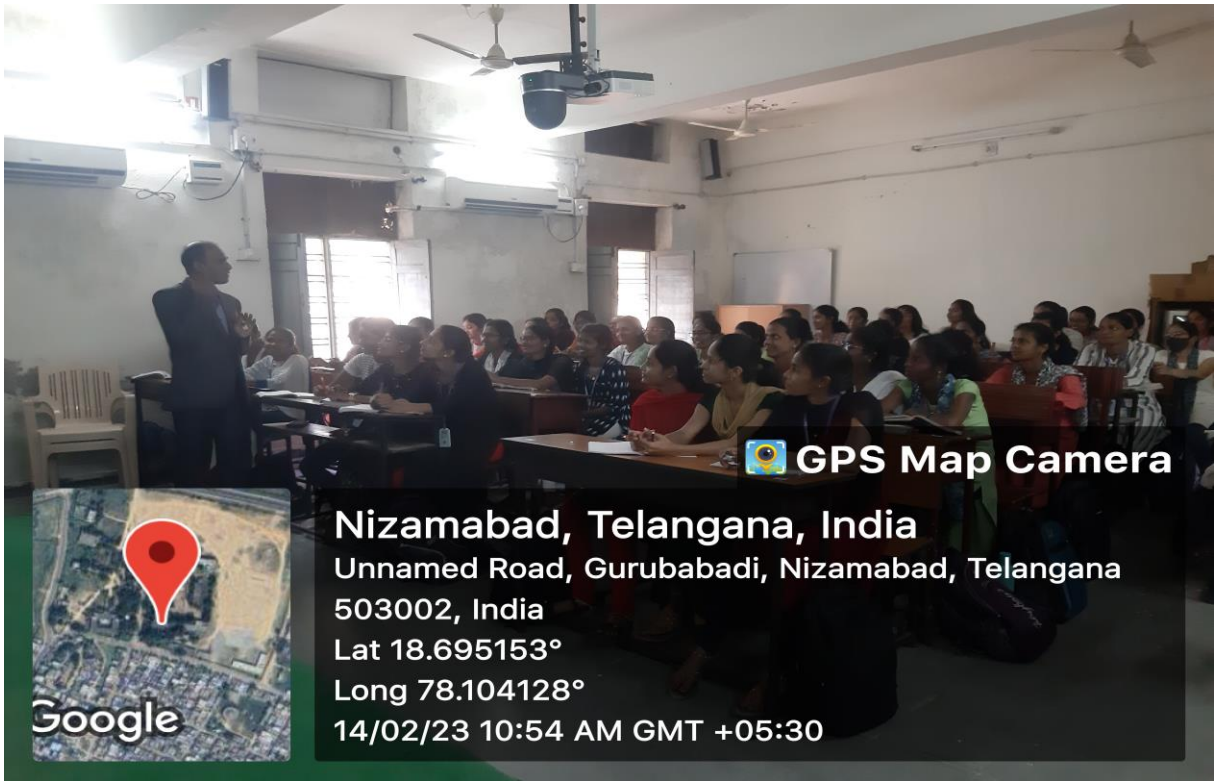 GPS Map Camera
Nizamabad, Telangana, India
Unnamed Road, Gurubabadi, Nizamabad, Telangana
503002, India
Lat 18.695153°
Long 78.104128°
14/02/23 10:54 AM GMT +05:30
Google